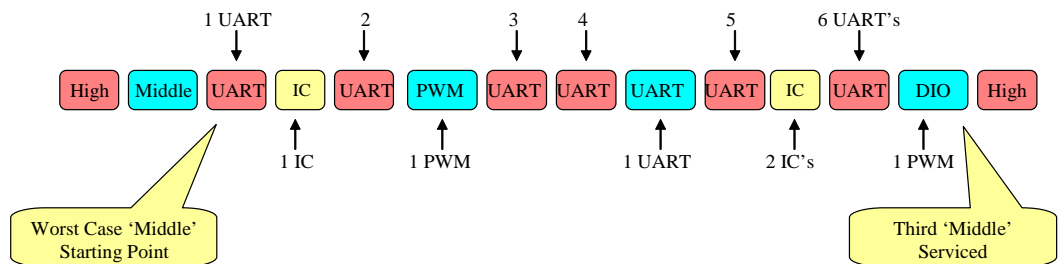 1 UART 2 3 4 5 6 UART's
High Middle UART IC UART PWM UART UART UART UART IC UART DIO High
1 IC 1 PWM 1 UART 2 IC's 1 PWM
Worst Case 'Middle'
Starting Point
Third 'Middle'
Serviced